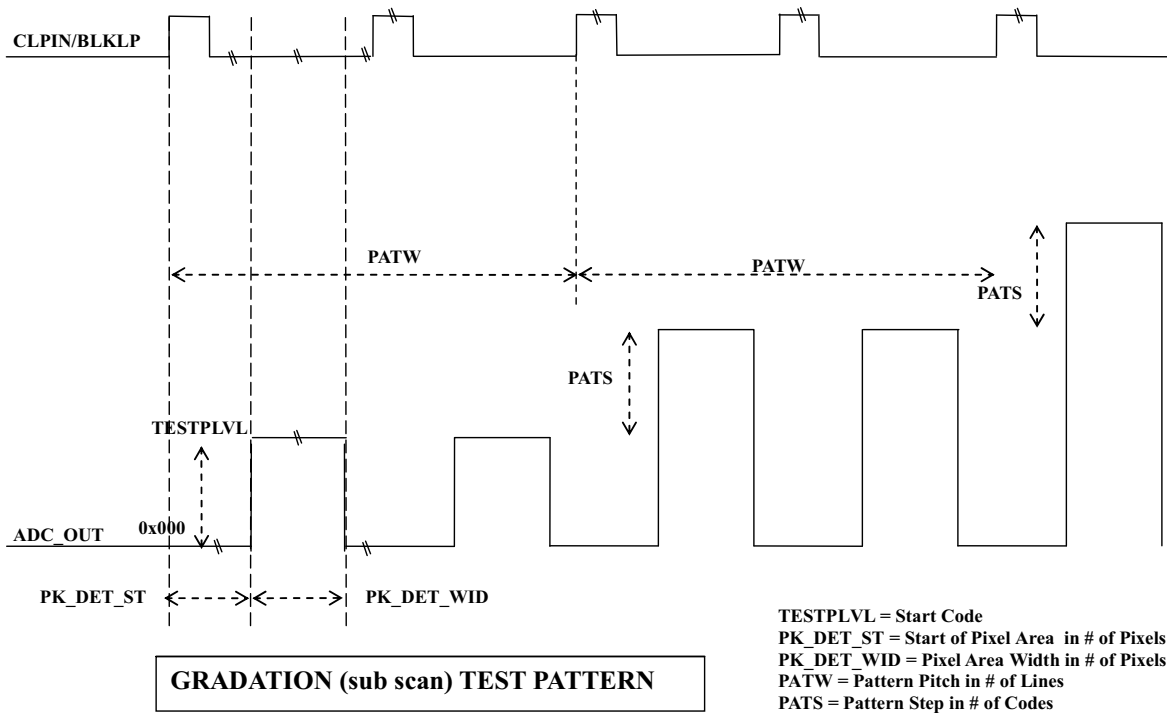 CLPIN/BLKLP
PATW
PATW
PATS
PATS
TESTPLVL
0x000
ADC_OUT
PK_DET_ST
PK_DET_WID
TESTPLVL = Start Code
PK_DET_ST = Start of Pixel Area in # of Pixels
PK_DET_WID = Pixel Area Width in # of Pixels
PATW = Pattern Pitch in # of Lines
PATS = Pattern Step in # of Codes
GRADATION (sub scan) TEST PATTERN